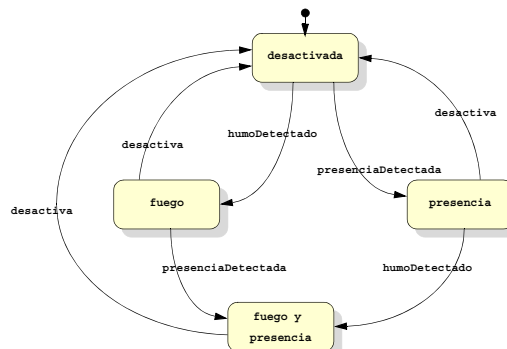 desactivada
humoDetectado
desactiva
desactiva
presenciaDetectada
fuego
presencia
desactiva
presenciaDetectada
humoDetectado
fuego y
presencia